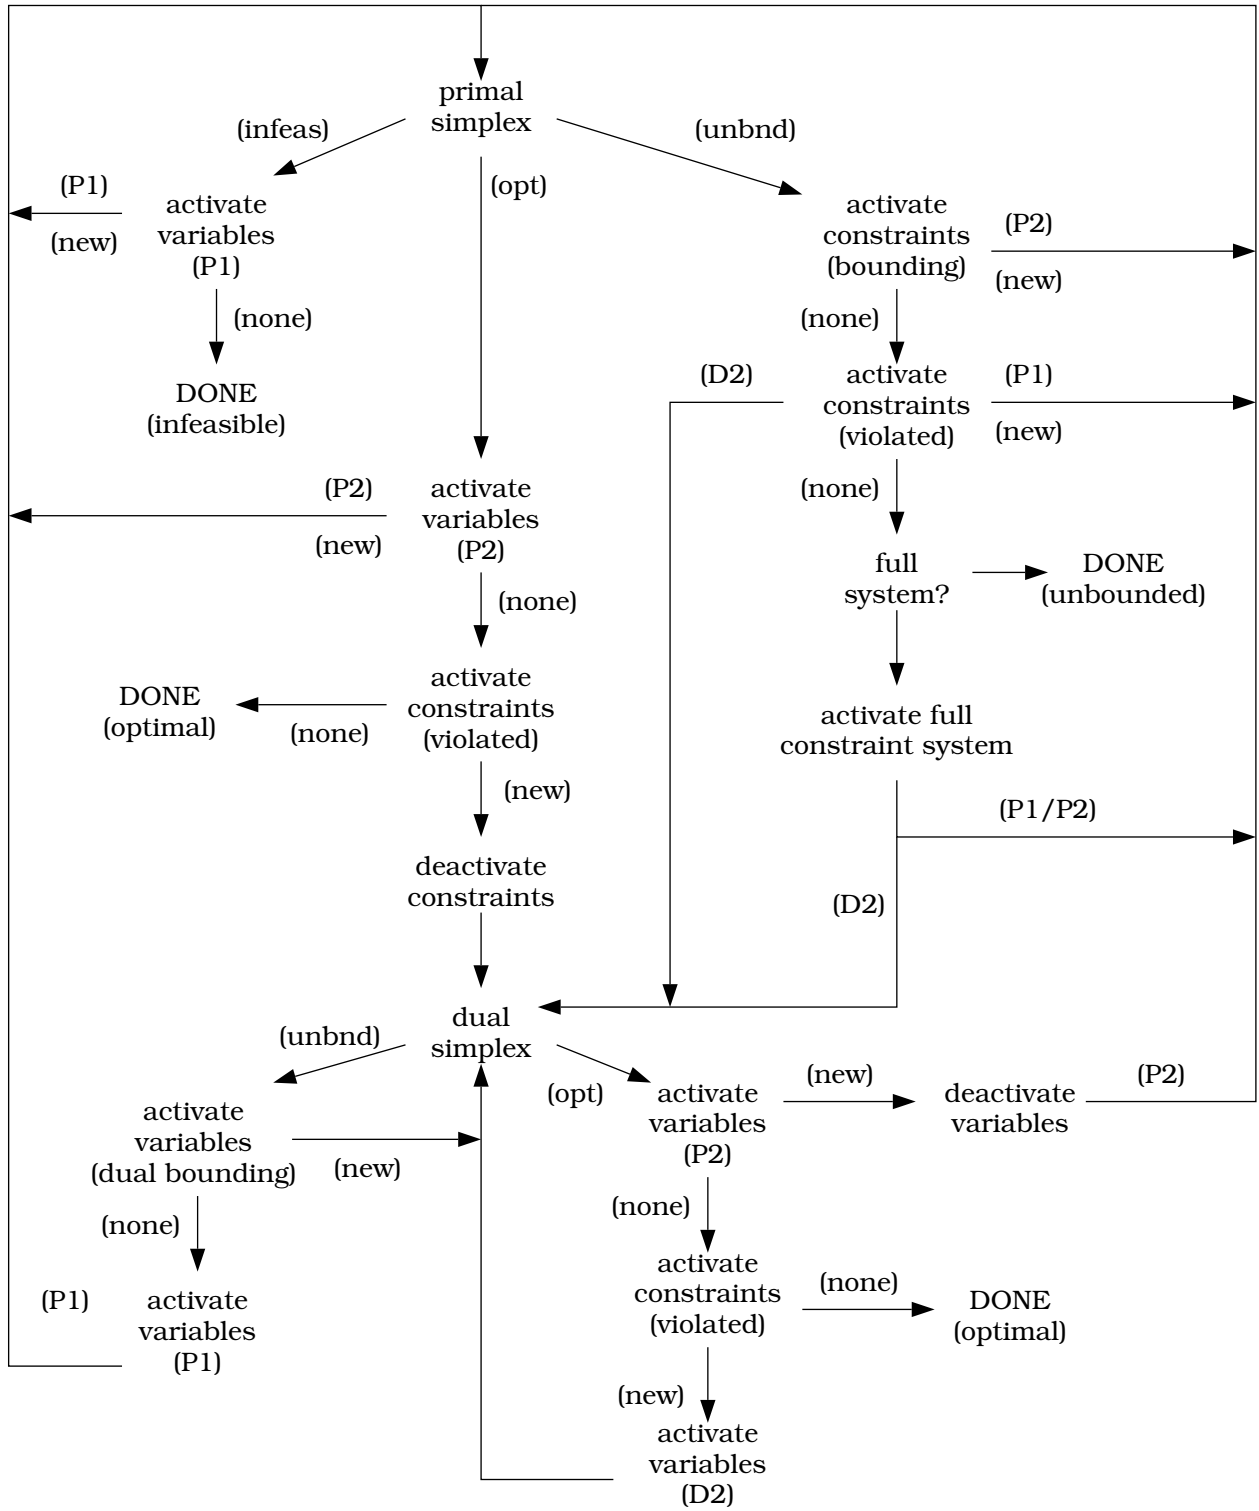 primal
simplex
(infeas)
(unbnd)
(opt)
(P1)
(new)
activate
variables
(P1)
(none)
DONE
(infeasible)
activate
constraints
(bounding)
(P2)
(new)
(none)
(D2)
activate
constraints
(violated)
(P1)
(new)
(none)
full
system?
DONE
(unbounded)
activate full
constraint system
(P1/P2)
(D2)
(P2)
(new)
activate
variables
(P2)
(none)
activate
constraints
(violated)
(none)
DONE
(optimal)
(new)
deactivate
constraints
dual
simplex
(unbnd)
(opt)
activate
variables
(dual bounding)
(new)
(none)
(P1)
activate
variables
(P1)
activate
variables
(P2)
(new)
deactivate
variables
(P2)
(none)
activate
constraints
(violated)
(none)
DONE
(optimal)
(new)
activate
variables
(D2)